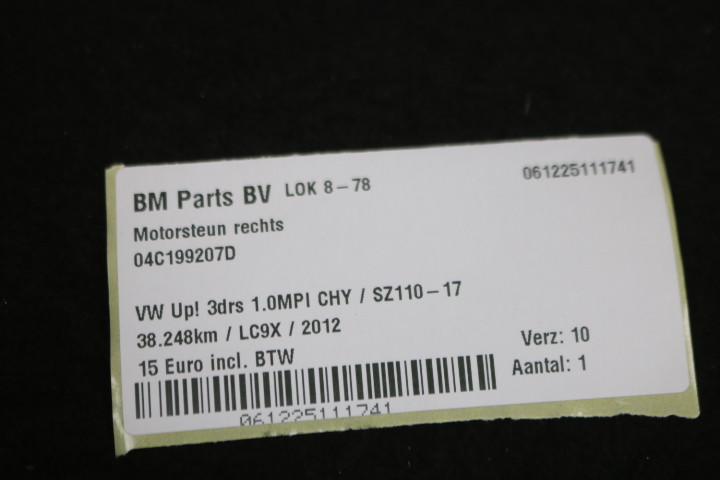 BM Parts BV LOK 8-78 061225111741
Motorsteun rechts
04C199207D
VW Up! 3drs 1.0MPI CHY / SZ110-17
38.248km / LC9X / 2012
Verz: 10
15 Euro incl. BTW
Aantal: 1
061225111741